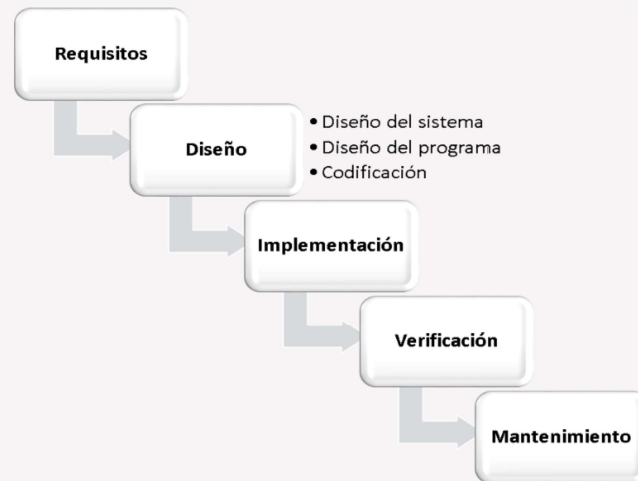 Requisitos
Diseño
• Diseño del sistema
• Diseño del programa
• Codificación
Implementación
Verificación
Mantenimiento